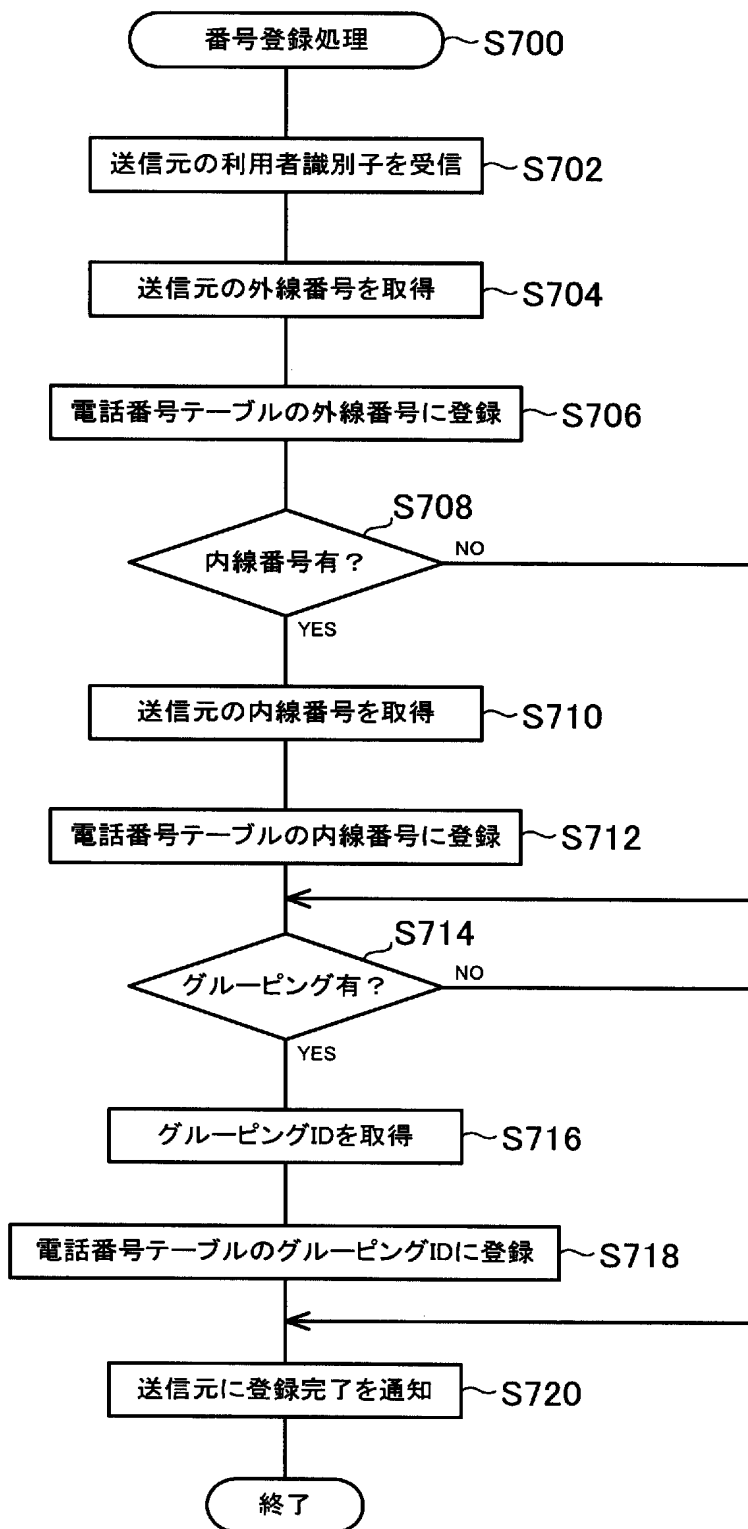 番号登録処理 S700
送信元の利用者識別子を受信 S702
送信元の外線番号を取得 S704
電話番号テーブルの外線番号に登録 S706
S708
内線番号有? NO
YES
送信元の内線番号を取得 S710
電話番号テーブルの内線番号に登録 S712
S714
グルーピング有? NO
YES
グルーピングIDを取得 S716
電話番号テーブルのグルーピングIDに登録 S718
送信元に登録完了を通知 S720
終了